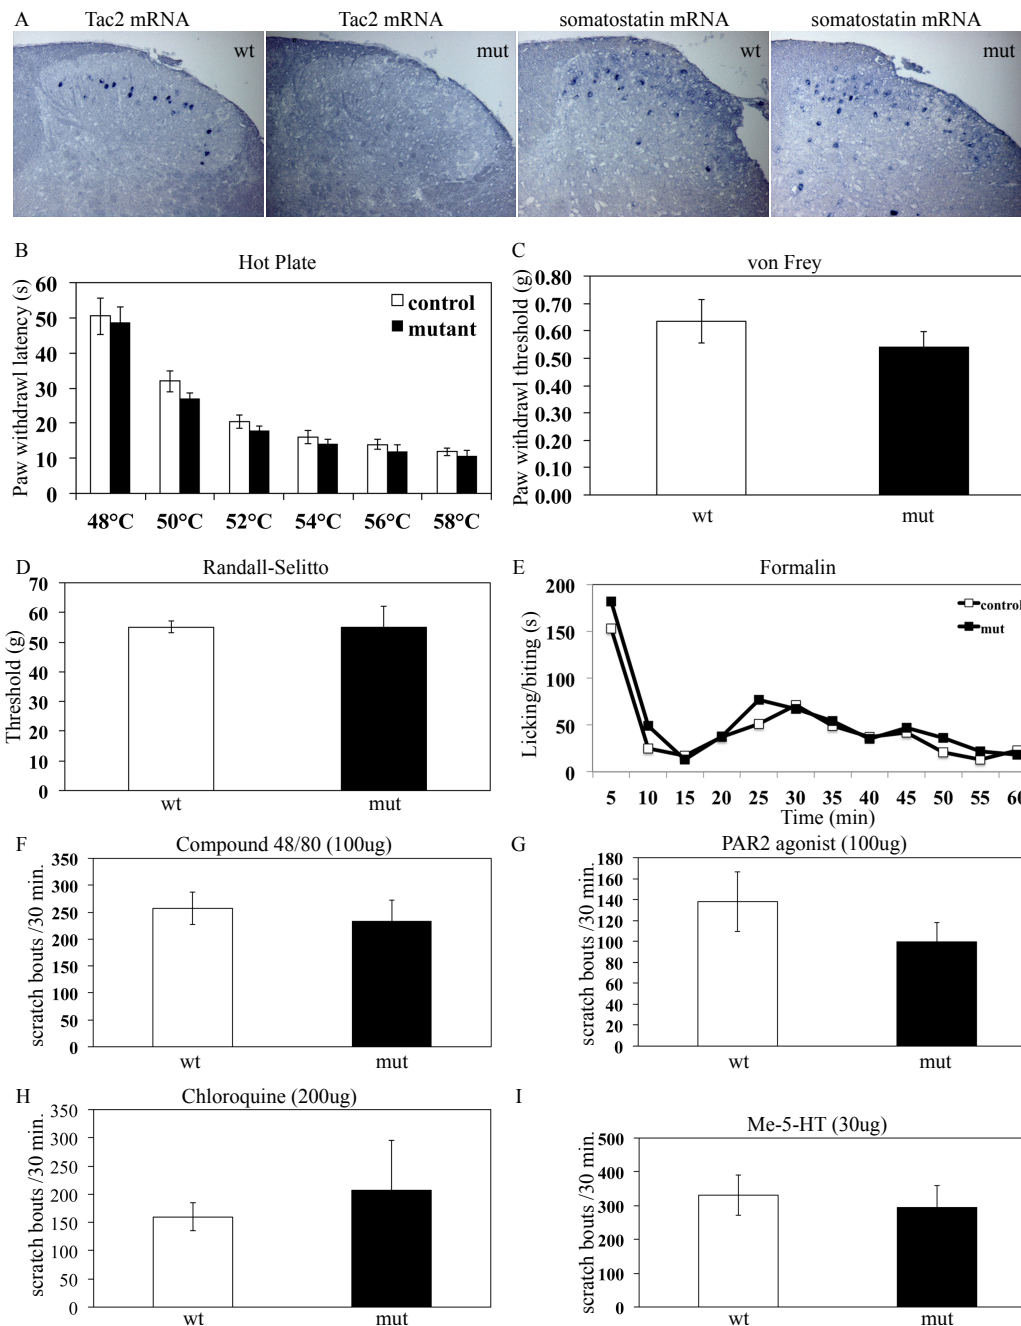 A
Tac2 mRNA
Tac2 mRNA
somatostatin mRNA
somatostatin mRNA
wt
mut
wt
mut
B
Hot Plate
Paw withdrawl latency (s)
60
50
40
30
20
10
0
control
mutant
48°C 50°C 52°C 54°C 56°C 58°C
C
von Frey
Paw withdrawl threshold (g)
0.80
0.70
0.60
0.50
0.40
0.30
0.20
0.10
0.00
wt mut
D
Randall-Selitto
Threshold (g)
70
60
50
40
30
20
10
0
wt mut
E
Formalin
Licking/biting (s)
200
150
100
50
0
control
mut
5 10 15 20 25 30 35 40 45 50 55 60
Time (min)
F
Compound 48/80 (100ug)
scratch bouts /30 min.
350
300
250
200
150
100
50
0
wt mut
G
PAR2 agonist (100ug)
scratch bouts /30 min.
180
160
140
120
100
80
60
40
20
0
wt mut
H
Chloroquine (200ug)
scratch bouts /30 min.
350
300
250
200
150
100
50
0
wt mut
I
Me-5-HT (30ug)
scratch bouts /30 min.
500
400
300
200
100
0
wt mut